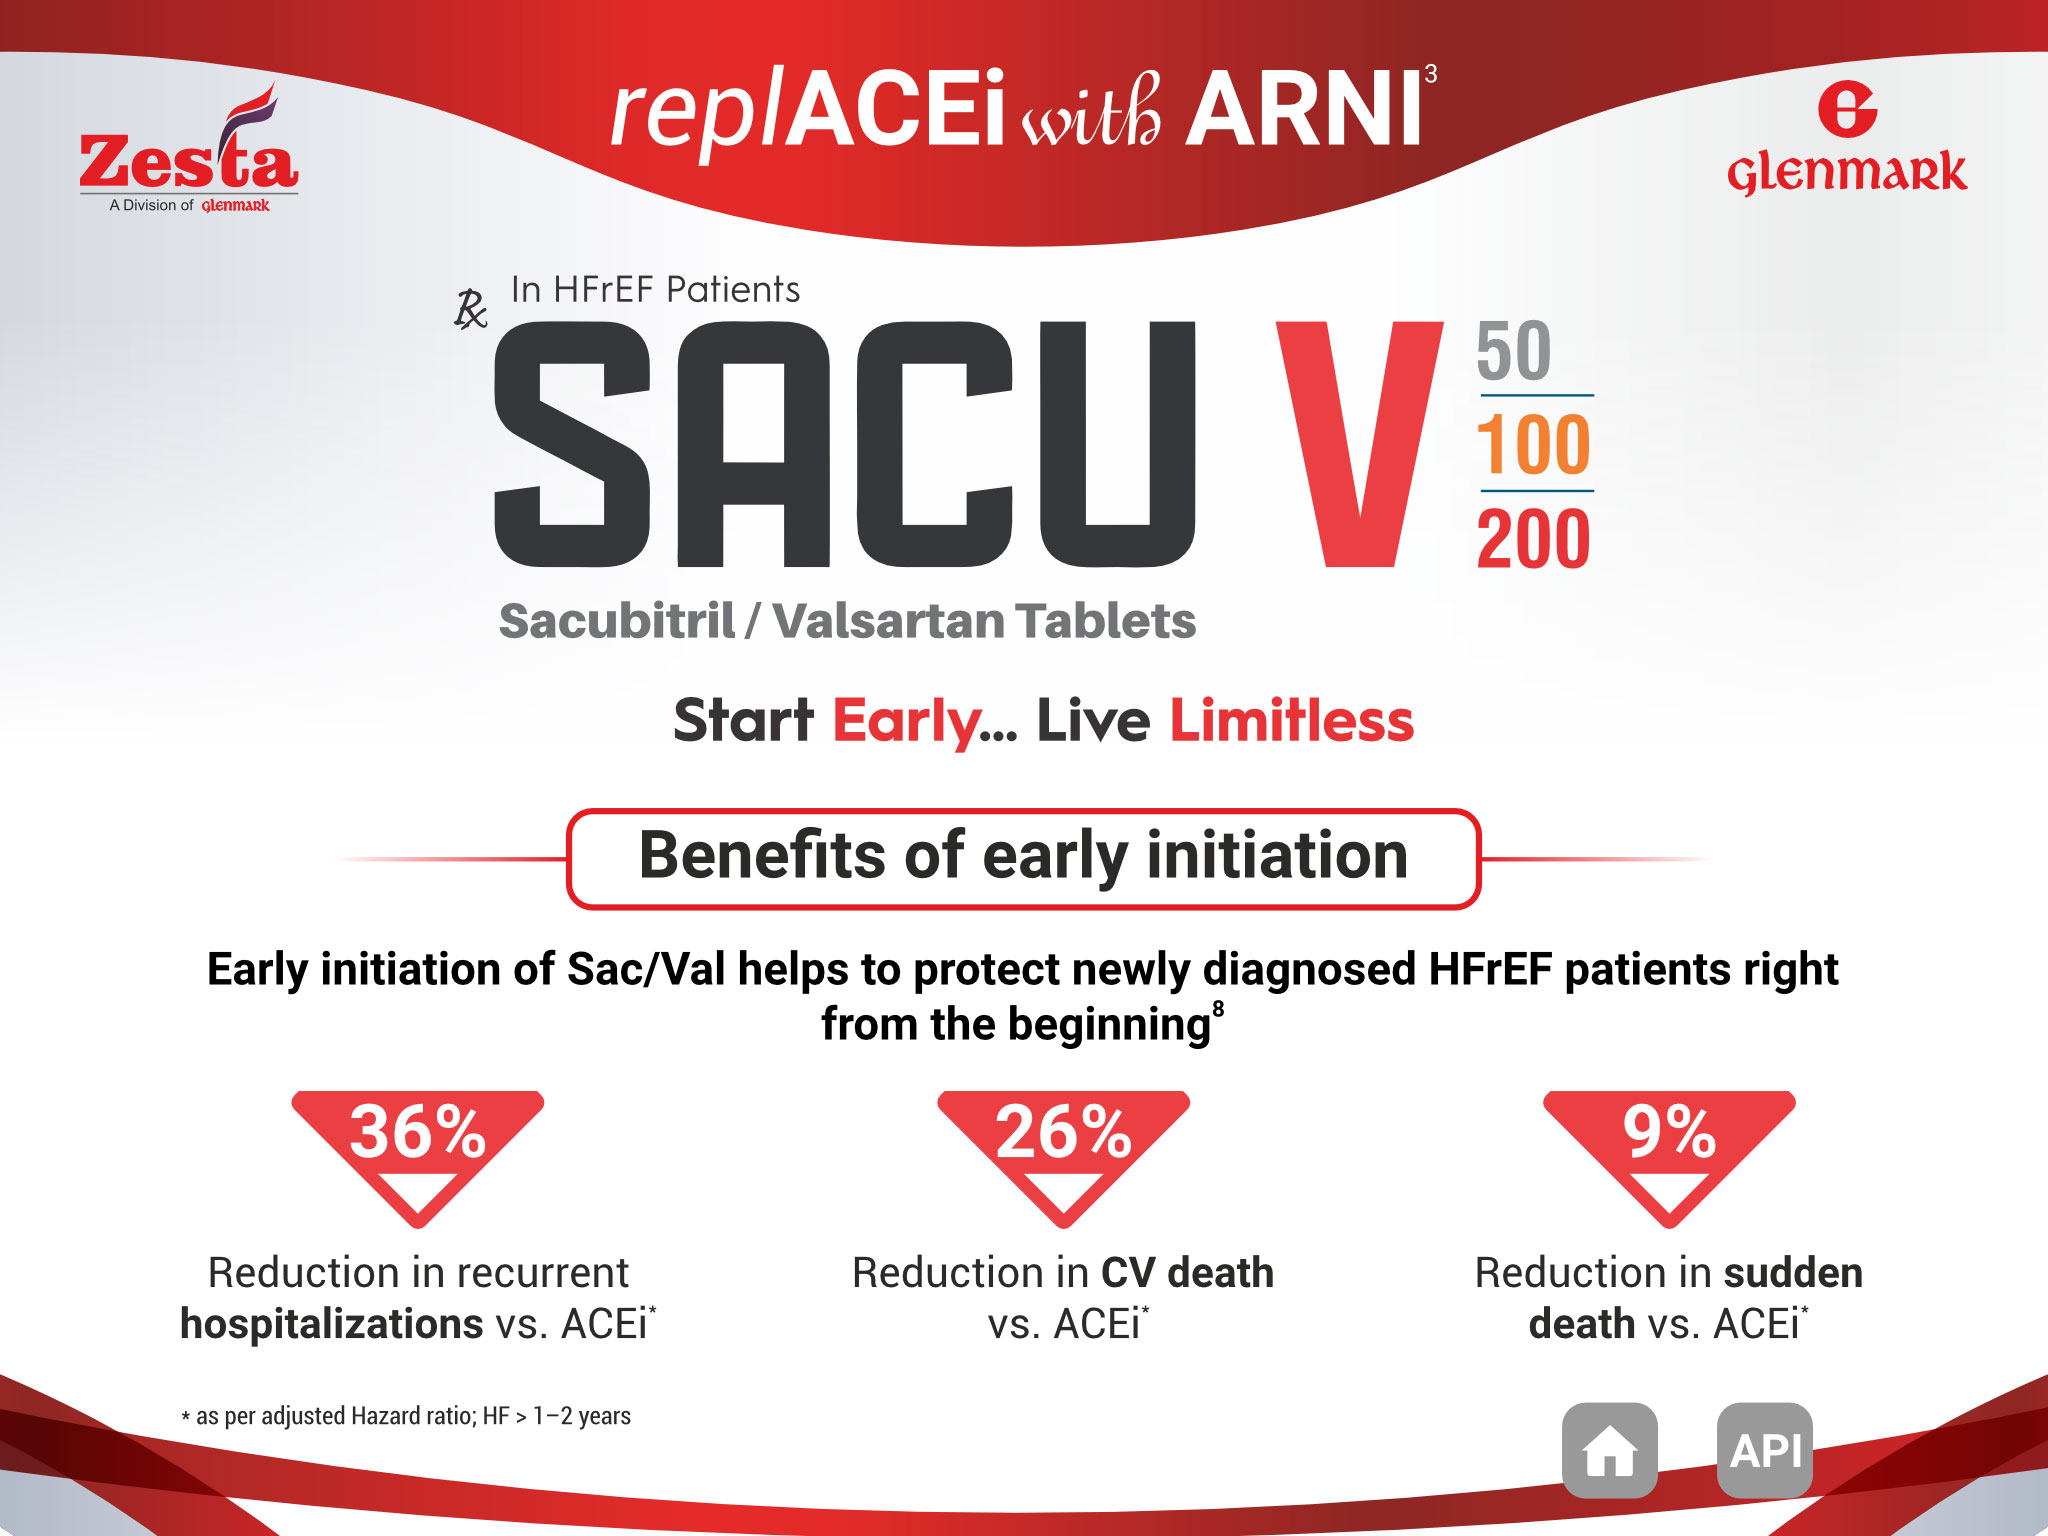 replACEi with ARNI3
Zesta
A Division of glenmark
glenmark
Rx In HFrEF Patients
SACU V
50
100
200
Sacubitril / Valsartan Tablets
Start Early... Live Limitless
Benefits of early initiation
Early initiation of Sac/Val helps to protect newly diagnosed HFrEF patients right
from the beginning8
36%
Reduction in recurrent
hospitalizations vs. ACEi*
26%
Reduction in CV death
vs. ACEi*
9%
Reduction in sudden
death vs. ACEi*
* as per adjusted Hazard ratio; HF > 1–2 years
API